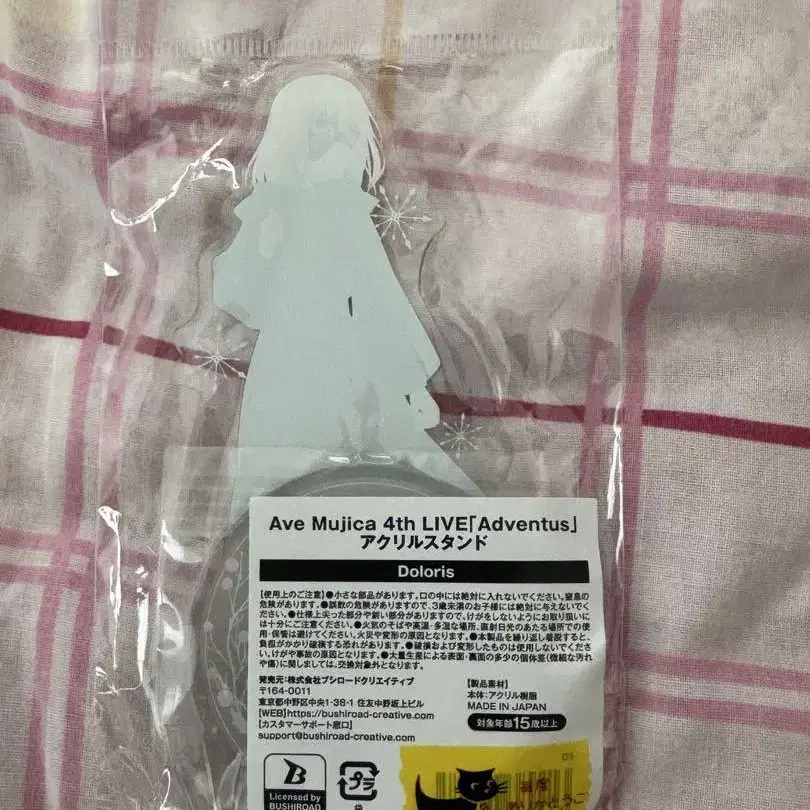 Ave Mujica 4th LIVE「Adventus」
アクリルスタンド
Doloris
【使用上のご注意】●小さな部品があります。口の中には絶対に入れないでください。窒息の
危険があります。●誤飲の危険がありますので、3歳未満のお子様には絶対に与えないでく
ださい。●仕様上尖った部分や鋭い部分がありますので、けがをしないようにお取り扱いに
は十分にご注意ください。●火気のそばや高温・多湿な場所、直射日光のあたる場所での使
用・保管は避けてください。火災や変形の原因となります。●本製品を繰り返し着脱すると、
負担がかかり破損する恐れがあります。●破損および変形したものは使用しないでくださ
い。けがや事故の原因となります。●大量生産による表面・裏面の多少の個体差(微細な汚れ
や傷)に関しましては、交換対象外となります。
発売元:株式会社ブシロードクリエイティブ
〒164-0011
東京都中野区中央1-38-1 住友中野坂上ビル
【WEB】https://bushiroad-creative.com
【カスタマーサポート窓口】
support@bushiroad-creative.com
【製品素材】
本体:アクリル樹脂
MADE IN JAPAN
対象年齢15歳以上
B
Licensed by
BUSHIROAD
プラ
袋
01
ありがとうご